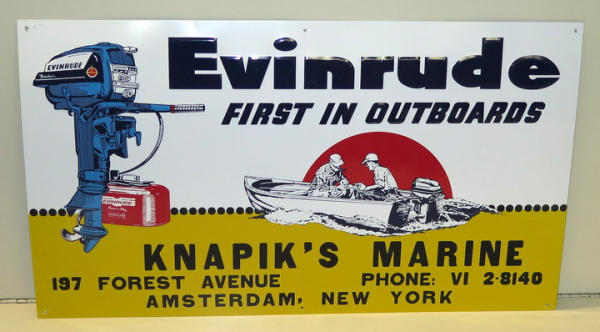 Evinrude
FIRST IN OUTBOARDS
EVINRUDE
EVINRUDE
KNAPIK'S MARINE
197 FOREST AVENUE PHONE: VI 2-8140
AMSTERDAM, NEW YORK